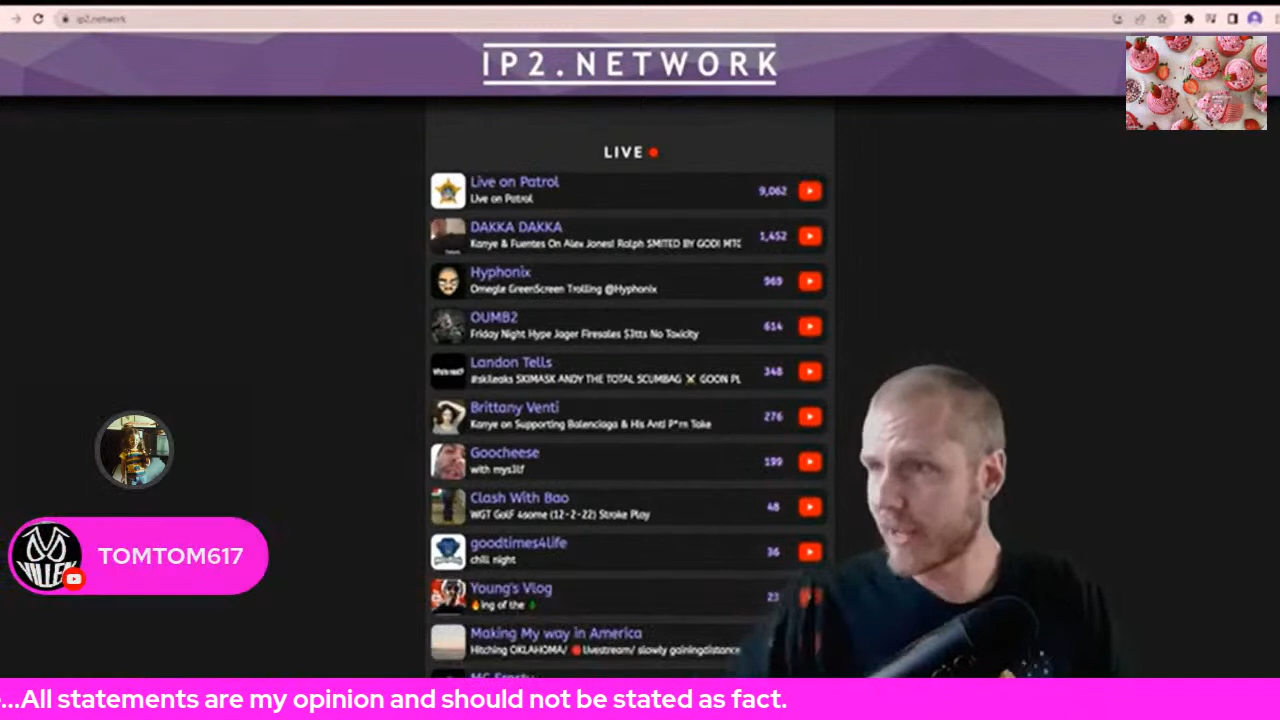 ip2.network
IP2.NETWORK
LIVE
Live on Patrol
Live on Patrol
9,062
DAKKA DAKKA
Kanye & Fuentes On Alex Jones! Ralph SMITED BY GOD! MTG
1,452
Hyphonix
Omegle GreenScreen Trolling @Hyphonix
969
OUMB2
Friday Night Hype Jager Firesales $3tts No Toxicity
614
Landon Tells
SKIMASK ANDY THE TOTAL SCUMBAG ⚔ GOON PL
348
Brittany Venti
Kanye on Supporting Balenciaga & His Anti P*rn Take
276
Goocheese
with mys3lf
199
Clash With Bao
WGT Golf 4some (12-2-22) Stroke Play
48
goodtimes4life
chill night
36
Young's Vlog
🔥ing of the 🌲
23
Making My way in America
Hitching OKLAHOMA/ 🔴livestream/ slowly gainingdistance
TOMTOM617
...All statements are my opinion and should not be stated as fact.